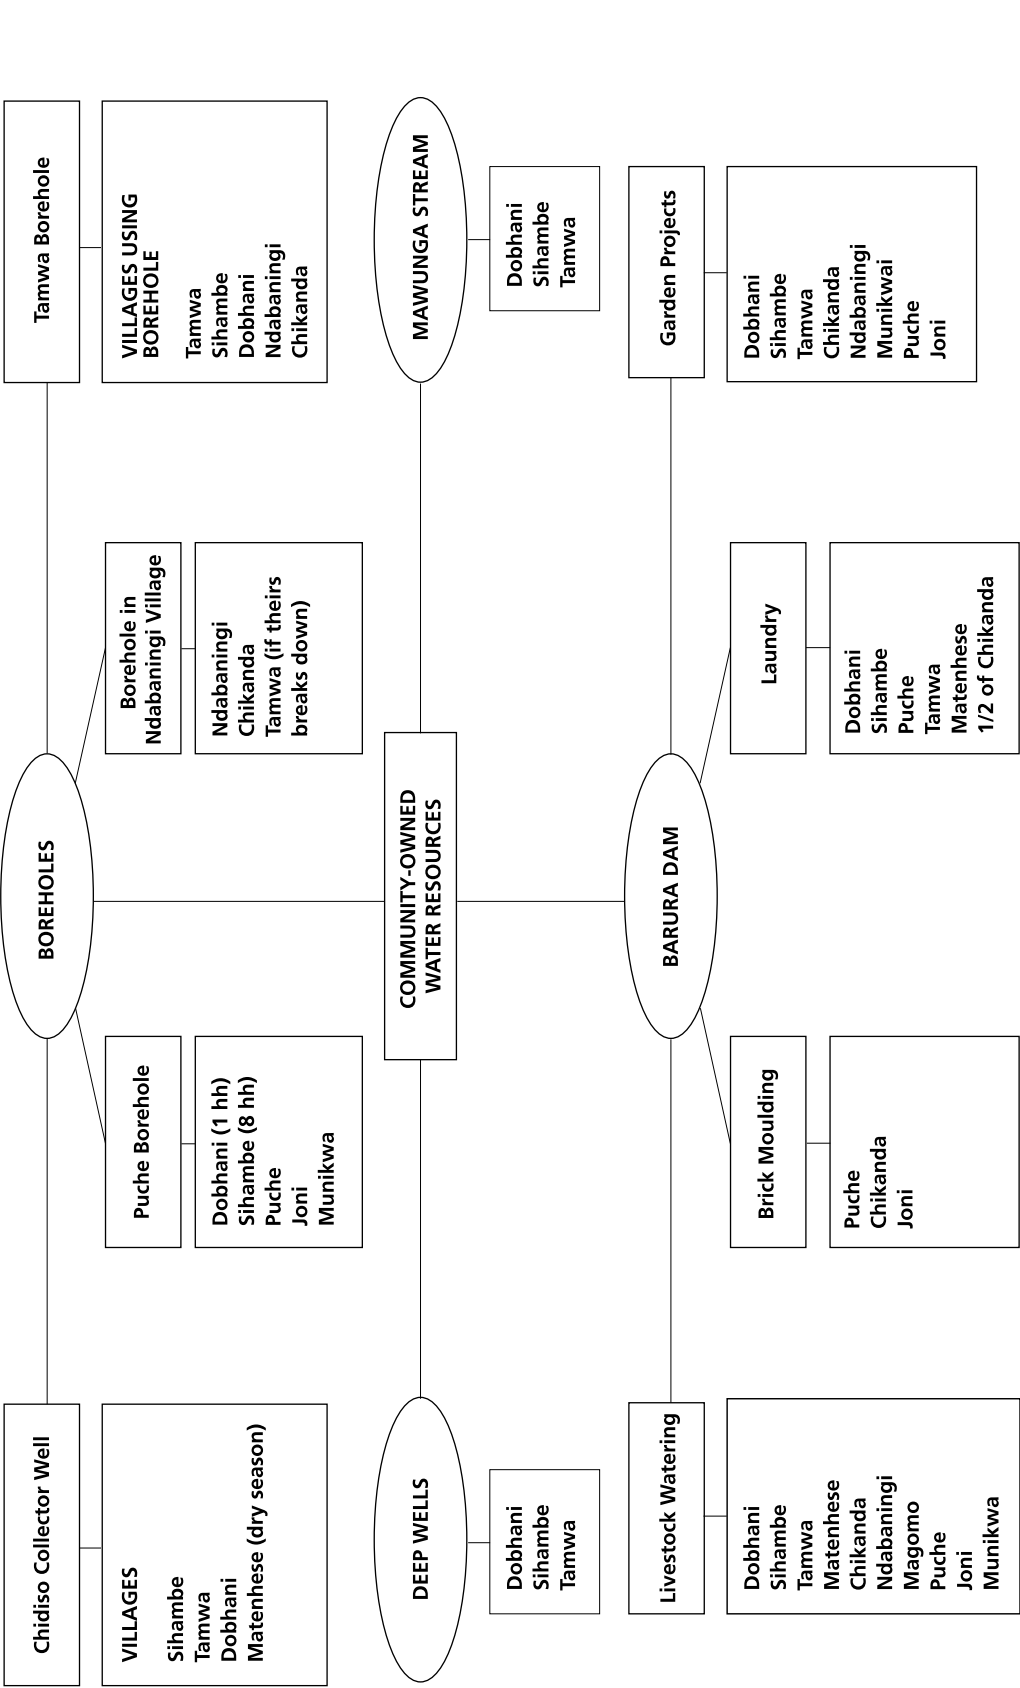 Chidiso Collector Well
VILLAGES
Sihambe
Tamwa
Dobhani
Matenhese (dry season)
BOREHOLES
Puche Borehole
Dobhani (1 hh)
Sihambe (8 hh)
Puche
Joni
Munikwa
Borehole in
Ndabaningi Village
Ndabaningi
Chikanda
Tamwa (if theirs
breaks down)
Tamwa Borehole
VILLAGES USING
BOREHOLE
Tamwa
Sihambe
Dobhani
Ndabaningi
Chikanda
DEEP WELLS
Dobhani
Sihambe
Tamwa
COMMUNITY-OWNED
WATER RESOURCES
MAWUNGA STREAM
Dobhani
Sihambe
Tamwa
Livestock Watering
Dobhani
Sihambe
Tamwa
Matenhese
Chikanda
Ndabaningi
Magomo
Puche
Joni
Munikwa
BARURA DAM
Brick Moulding
Puche
Chikanda
Joni
Laundry
Dobhani
Sihambe
Puche
Tamwa
Matenhese
1/2 of Chikanda
Garden Projects
Dobhani
Sihambe
Tamwa
Chikanda
Ndabaningi
Munikwai
Puche
Joni